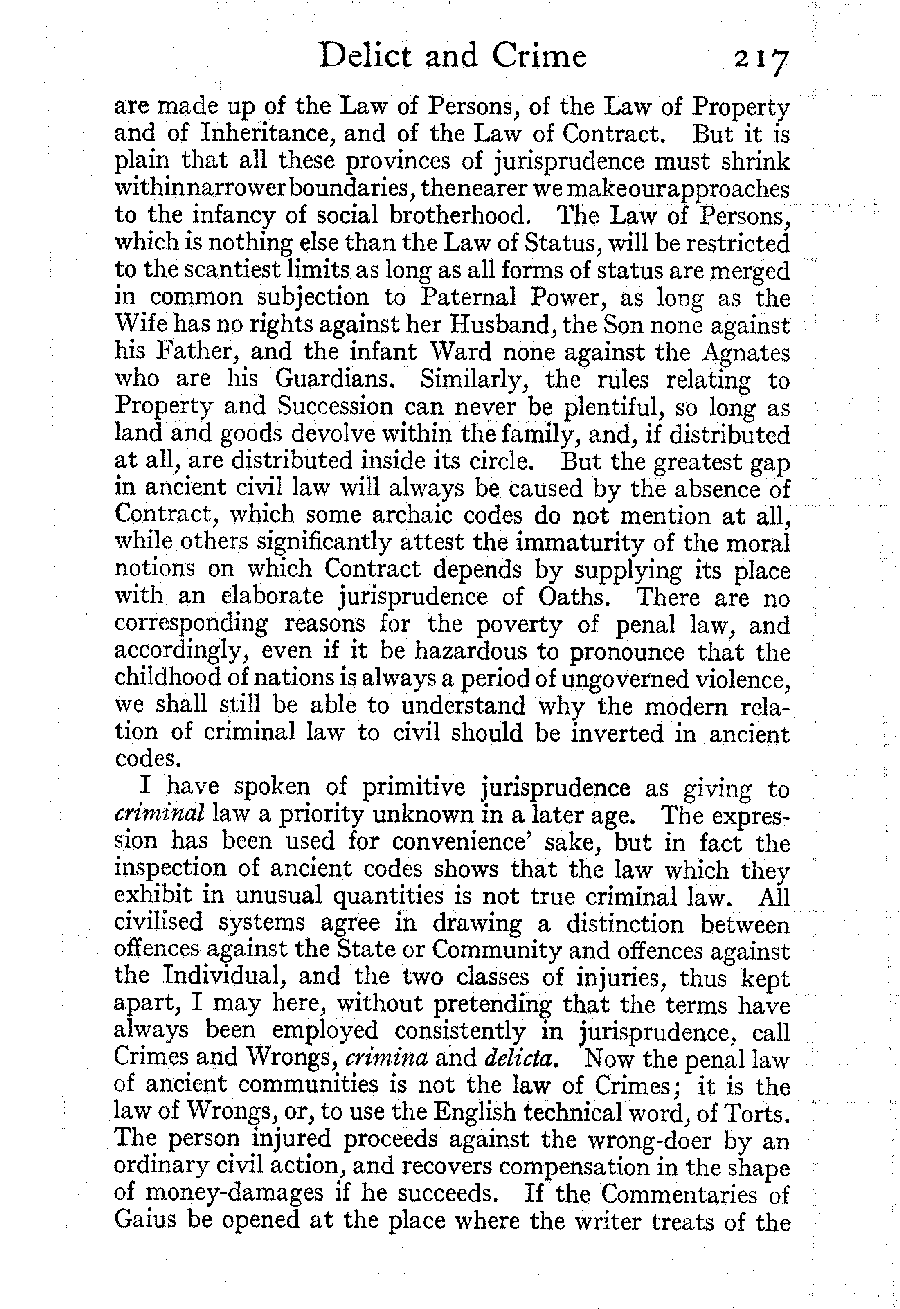 Delict and Crime 217
are made up of the Law of Persons, of the Law of Property
and of Inheritance, and of the Law of Contract. But it is
plain that all these provinces of jurisprudence must shrink
within narrower boundaries, the nearer we make our approaches
to the infancy of social brotherhood. The Law of Persons,
which is nothing else than the Law of Status, will be restricted
to the scantiest limits as long as all forms of status are merged
in common subjection to Paternal Power, as long as the
Wife has no rights against her Husband, the Son none against
his Father, and the infant Ward none against the Agnates
who are his Guardians. Similarly, the rules relating to
Property and Succession can never be plentiful, so long as
land and goods devolve within the family, and, if distributed
at all, are distributed inside its circle. But the greatest gap
in ancient civil law will always be caused by the absence of
Contract, which some archaic codes do not mention at all,
while others significantly attest the immaturity of the moral
notions on which Contract depends by supplying its place
with an elaborate jurisprudence of Oaths. There are no
corresponding reasons for the poverty of penal law, and
accordingly, even if it be hazardous to pronounce that the
childhood of nations is always a period of ungoverned violence,
we shall still be able to understand why the modern rela-
tion of criminal law to civil should be inverted in ancient
codes.
I have spoken of primitive jurisprudence as giving to
criminal law a priority unknown in a later age. The expres-
sion has been used for convenience' sake, but in fact the
inspection of ancient codes shows that the law which they
exhibit in unusual quantities is not true criminal law. All
civilised systems agree in drawing a distinction between
offences against the State or Community and offences against
the Individual, and the two classes of injuries, thus kept
apart, I may here, without pretending that the terms have
always been employed consistently in jurisprudence, call
Crimes and Wrongs, crimina and delicta. Now the penal law
of ancient communities is not the law of Crimes; it is the
law of Wrongs, or, to use the English technical word, of Torts.
The person injured proceeds against the wrong-doer by an
ordinary civil action, and recovers compensation in the shape
of money-damages if he succeeds. If the Commentaries of
Gaius be opened at the place where the writer treats of the